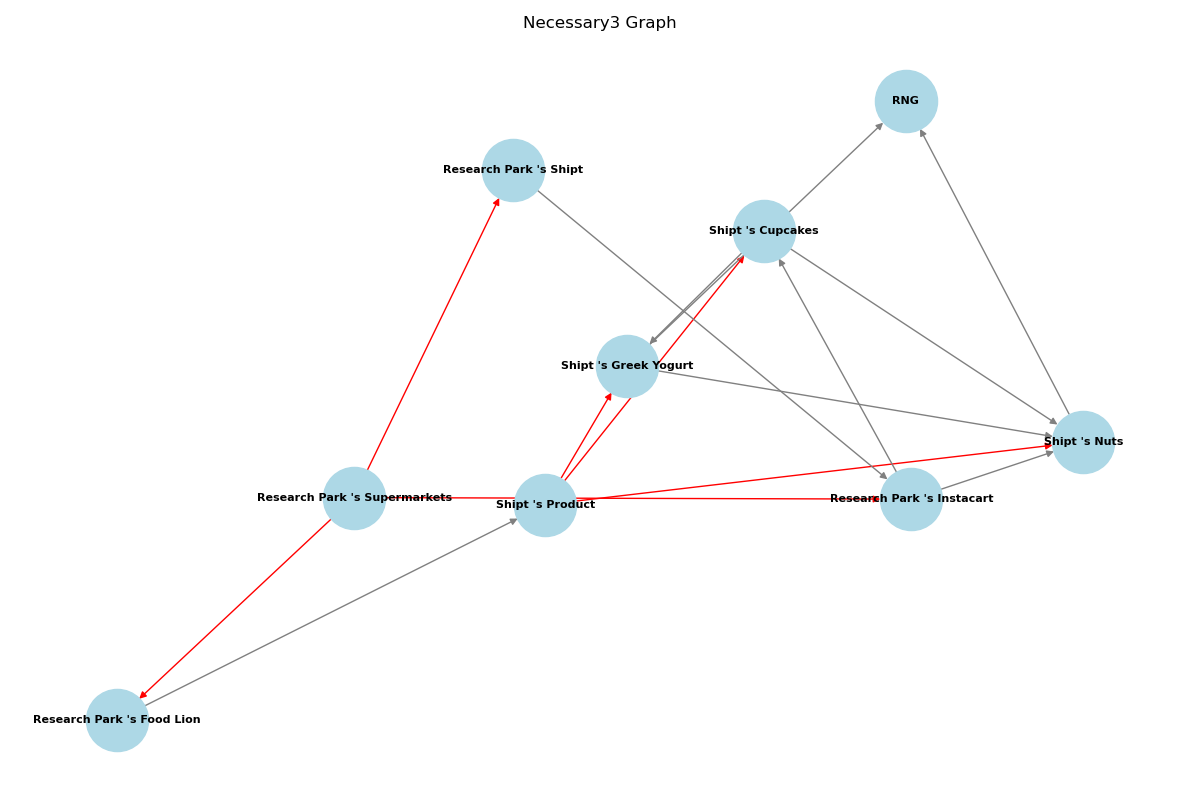 Necessary3 Graph
RNG
Research Park 's Shipt
Shipt 's Cupcakes
Shipt 's Greek Yogurt
Shipt 's Nuts
Research Park 's Supermarkets
Shipt 's Product
Research Park 's Instacart
Research Park 's Food Lion